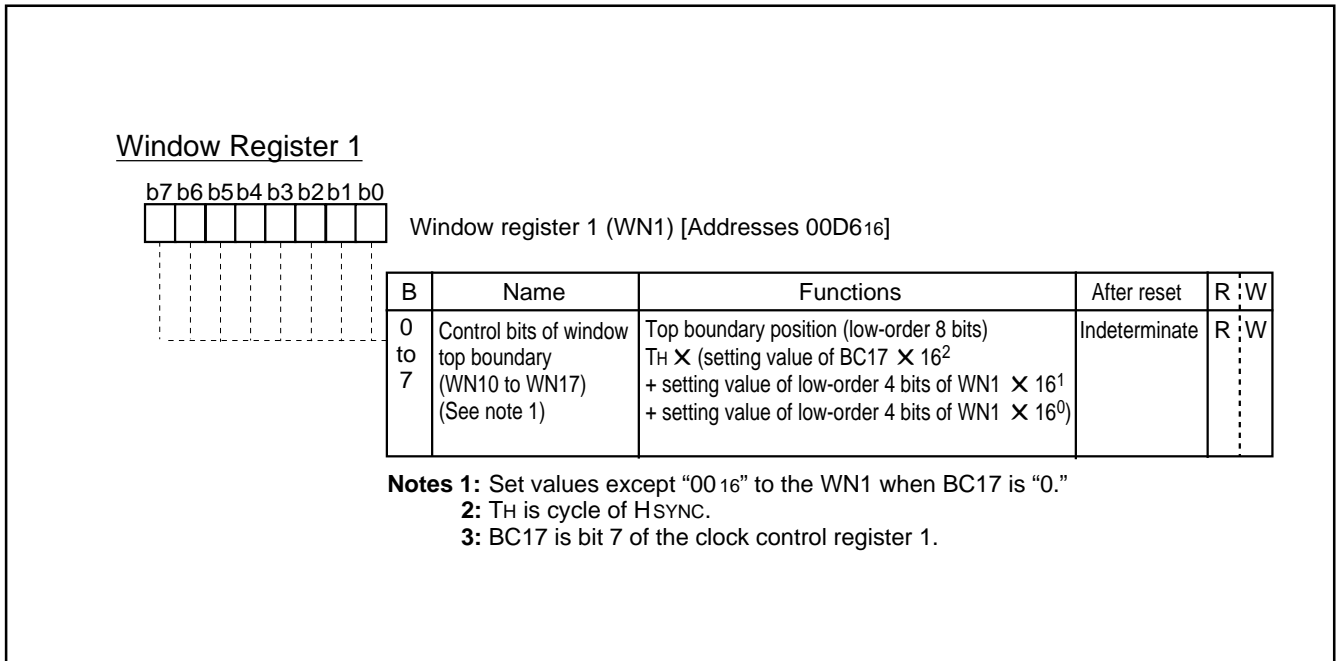 Window Register 1
b7 b6 b5 b4 b3 b2 b1 b0
Window register 1 (WN1) [Addresses 00D616]
B Name Functions After reset R W
0 to 7 Control bits of window top boundary (WN10 to WN17) (See note 1)
Top boundary position (low-order 8 bits)
TH ✕ (setting value of BC17 ✕ 16²
+ setting value of low-order 4 bits of WN1 ✕ 16¹
+ setting value of low-order 4 bits of WN1 ✕ 16⁰)
Indeterminate R W
Notes 1: Set values except “0016” to the WN1 when BC17 is “0.”
2: TH is cycle of HSYNC.
3: BC17 is bit 7 of the clock control register 1.